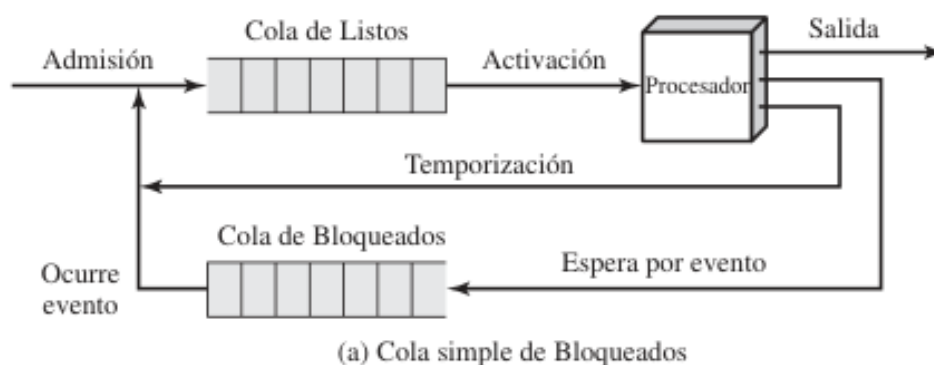 Cola de Listos
Salida
Admisión
Activación
Procesador
Temporización
Cola de Bloqueados
Ocurre
evento
Espera por evento
(a) Cola simple de Bloqueados